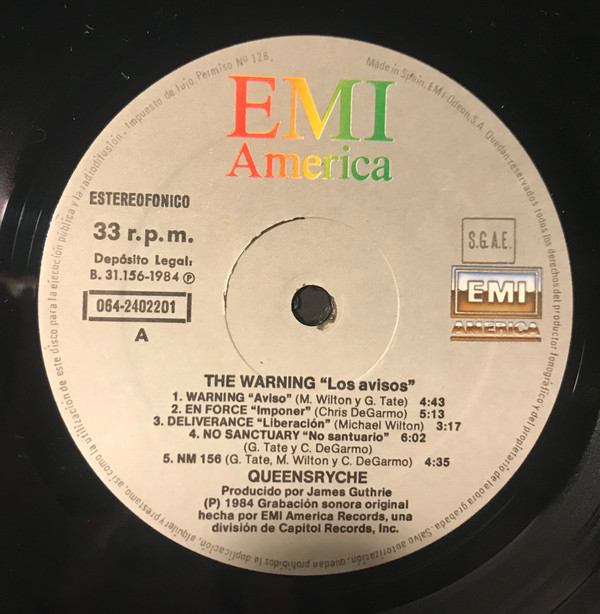 EMI
America
Made in Spain. EMI-Odeon, S.A. Quedan reservados todos los derechos del productor fonográfico y del propietario de la obra grabada. Salvo autorización, quedan prohibidos la duplicación, alquiler y préstamo, así como la utilización de este disco para la ejecución pública y la radiodifusión. Impuesto de lujo. Permiso Nº 126.
ESTEREOFONICO
33 r.p.m.
Depósito Legal:
B. 31.156-1984 Ⓟ
064-2402201
A
S.G.A.E.
EMI
AMERICA
THE WARNING "Los avisos"
1. WARNING "Aviso" (M. Wilton y G. Tate) 4:43
2. EN FORCE "Imponer" (Chris DeGarmo) 5:13
3. DELIVERANCE "Liberación" (Michael Wilton) 3:17
4. NO SANCTUARY "No santuario" 6:02
(G. Tate y C. DeGarmo)
5. NM 156 (G. Tate, M. Wilton y C. DeGarmo) 4:35
QUEENSRYCHE
Producido por James Guthrie
(P) 1984 Grabación sonora original
hecha por EMI America Records, una
división de Capitol Records, Inc.